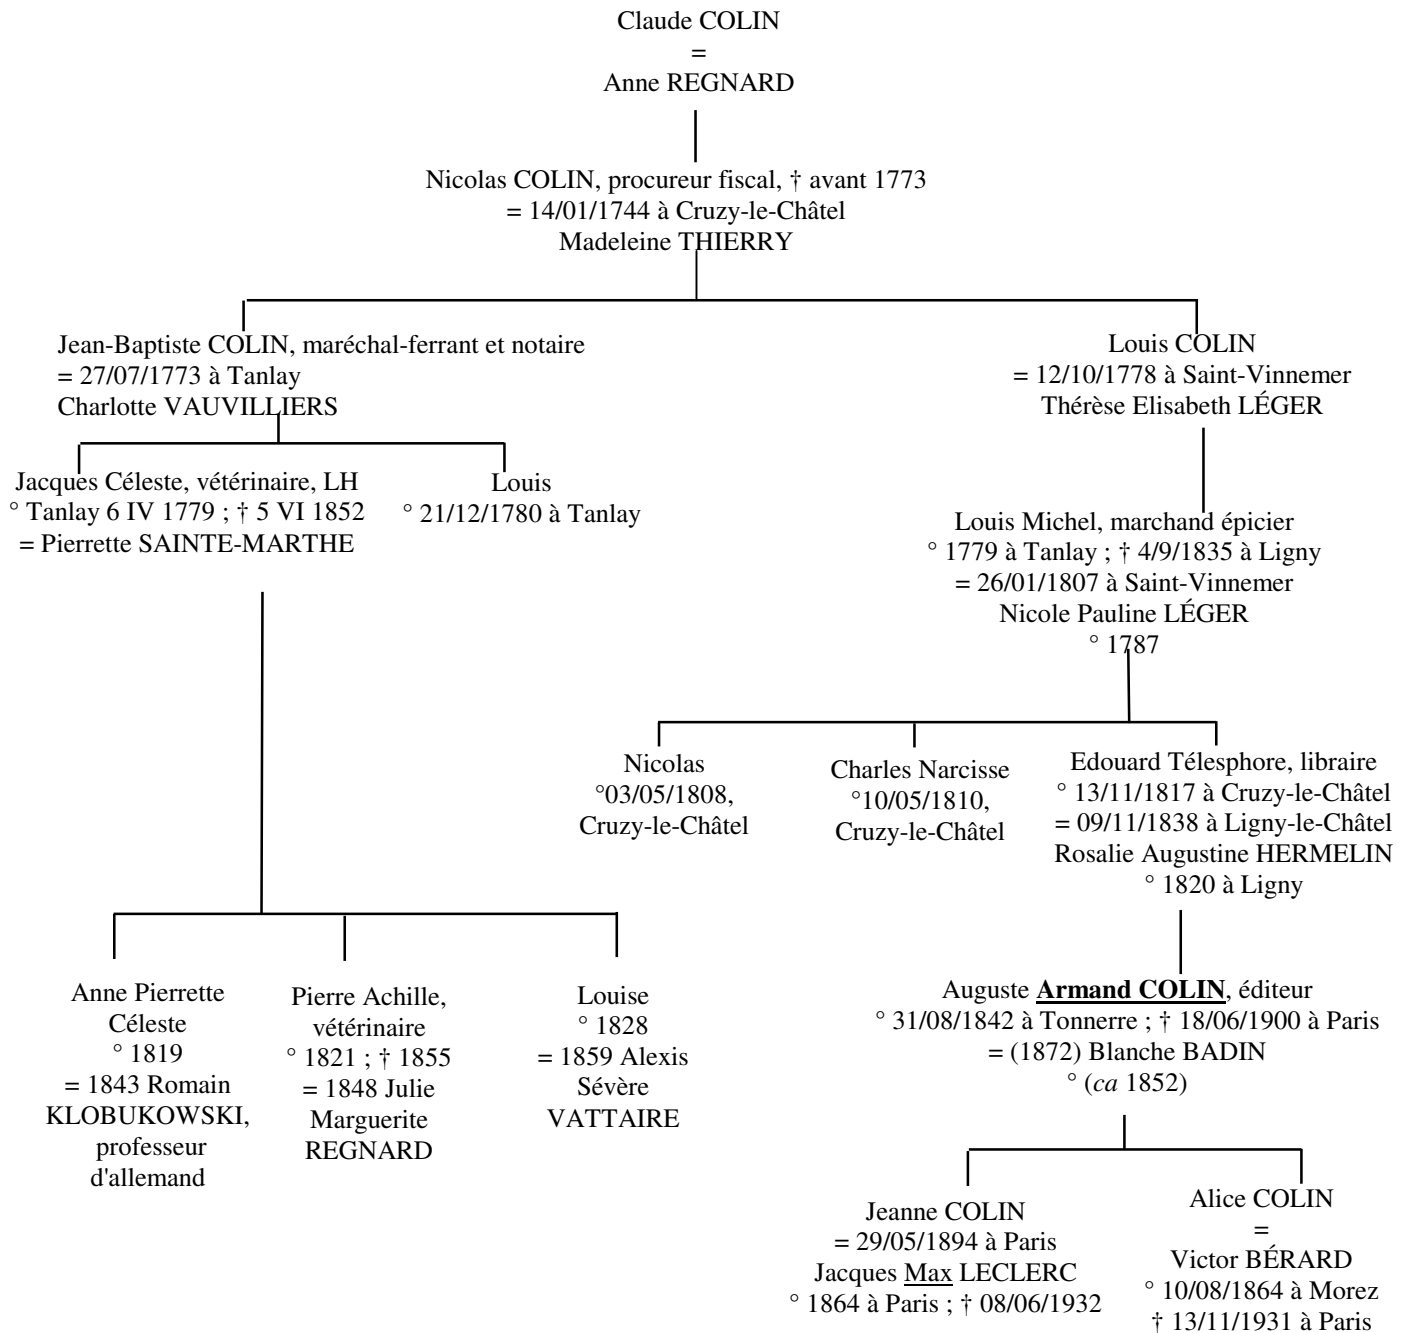 Claude COLIN
=
Anne REGNARD
Nicolas COLIN, procureur fiscal, † avant 1773
= 14/01/1744 à Cruzy-le-Châtel
Madeleine THIERRY
Jean-Baptiste COLIN, maréchal-ferrant et notaire
= 27/07/1773 à Tanlay
Charlotte VAUVILLIERS
Louis COLIN
= 12/10/1778 à Saint-Vinnemer
Thérèse Elisabeth LÉGER
Jacques Céleste, vétérinaire, LH
° Tanlay 6 IV 1779 ; † 5 VI 1852
= Pierrette SAINTE-MARTHE
Louis
° 21/12/1780 à Tanlay
Louis Michel, marchand épicier
° 1779 à Tanlay ; † 4/9/1835 à Ligny
= 26/01/1807 à Saint-Vinnemer
Nicole Pauline LÉGER
° 1787
Nicolas
°03/05/1808,
Cruzy-le-Châtel
Charles Narcisse
°10/05/1810,
Cruzy-le-Châtel
Edouard Télesphore, libraire
° 13/11/1817 à Cruzy-le-Châtel
= 09/11/1838 à Ligny-le-Châtel
Rosalie Augustine HERMELIN
° 1820 à Ligny
Anne Pierrette
Céleste
° 1819
= 1843 Romain
KLOBUKOWSKI,
professeur
d'allemand
Pierre Achille,
vétérinaire
° 1821 ; † 1855
= 1848 Julie
Marguerite
REGNARD
Louise
° 1828
= 1859 Alexis
Sévère
VATTAIRE
Auguste Armand COLIN, éditeur
° 31/08/1842 à Tonnerre ; † 18/06/1900 à Paris
= (1872) Blanche BADIN
° (ca 1852)
Jeanne COLIN
= 29/05/1894 à Paris
Jacques Max LECLERC
° 1864 à Paris ; † 08/06/1932
Alice COLIN
=
Victor BÉRARD
° 10/08/1864 à Morez
† 13/11/1931 à Paris